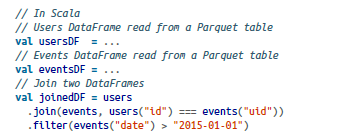 // In Scala
// Users DataFrame read from a Parquet table
val usersDF = ...
// Events DataFrame read from a Parquet table
val eventsDF = ...
// Join two DataFrames
val joinedDF = users
  .join(events, users("id") === events("uid"))
  .filter(events("date") > "2015-01-01")